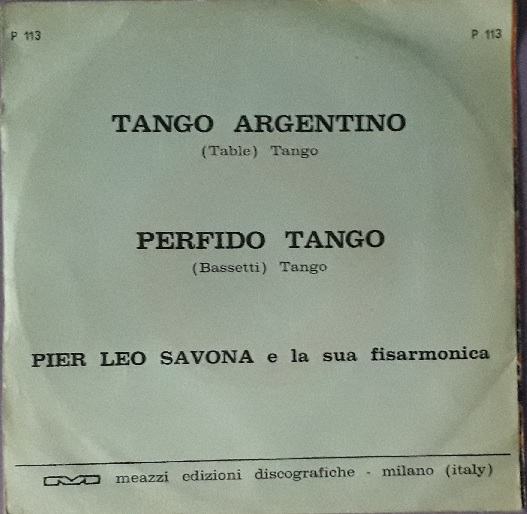 P 113
P 113
TANGO ARGENTINO
(Table) Tango
PERFIDO TANGO
(Bassetti) Tango
PIER LEO SAVONA e la sua fisarmonica
meazzi edizioni discografiche - milano (italy)